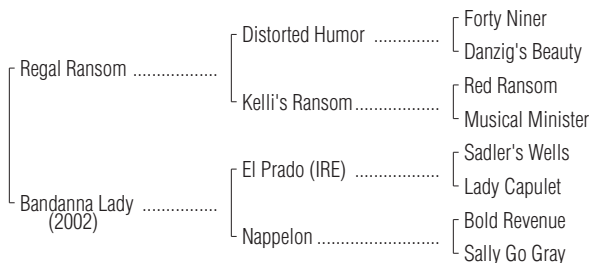 Forty Niner
Distorted Humor ...............
Danzig's Beauty
Regal Ransom ...................
Red Ransom
Kelli's Ransom...................
Musical Minister
Sadler's Wells
El Prado (IRE) ...................
Lady Capulet
Bandanna Lady .................
(2002)
Bold Revenue
Nappelon ...........................
Sally Go Gray